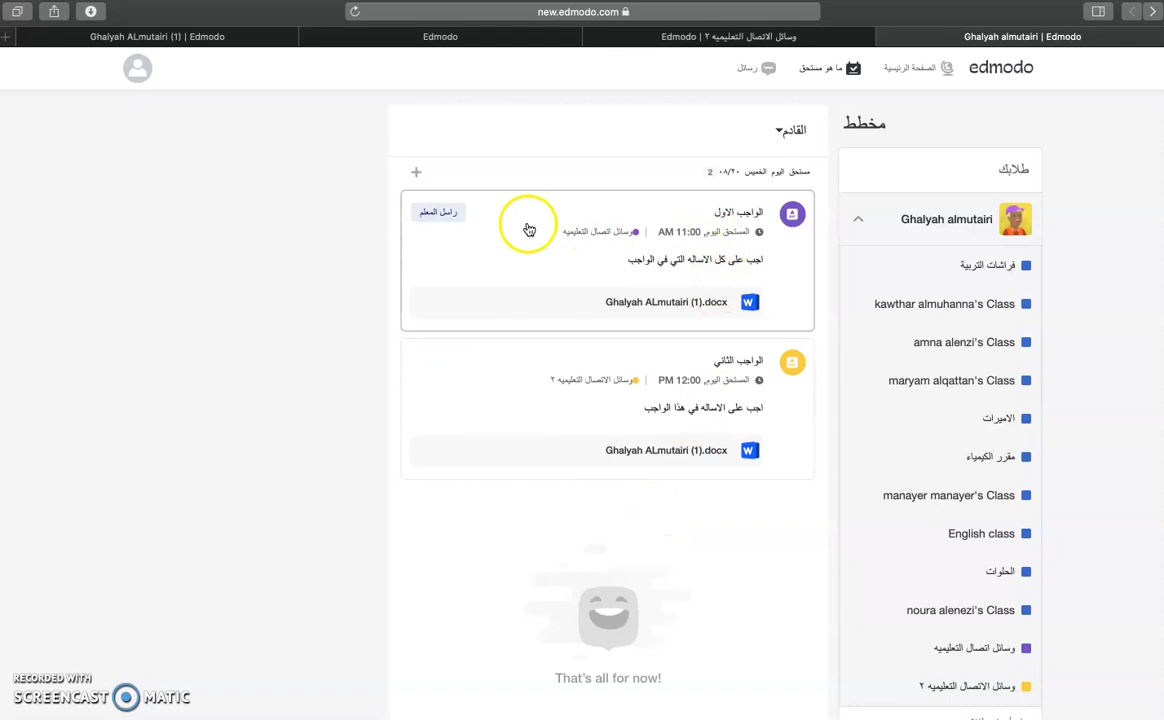 new.edmodo.com
Ghalyah ALmutairi (1) | Edmodo
Edmodo
وسائل الاتصال التعليميه ٢ | Edmodo
Ghalyah almutairi | Edmodo
edmodo
الصفحة الرئيسية
ما هو مستحق
رسائل
مخطط
طلابك
Ghalyah almutairi
فراشات التربية
kawthar almuhanna's Class
amna alenzi's Class
maryam alqattan's Class
الاميرات
مقرر الكيمياء
manayer manayer's Class
English class
الحلوات
noura alenezi's Class
وسائل اتصال التعليميه
وسائل الاتصال التعليميه ٢
القادم
مستحق اليوم الخميس ٠٨/٢٠ 2
الواجب الاول
راسل المعلم
المستحق اليوم, 11:00 AM | وسائل اتصال التعليميه
اجب على كل الاساله التي في الواجب
Ghalyah ALmutairi (1).docx
الواجب الثاني
المستحق اليوم, 12:00 PM | وسائل الاتصال التعليميه ٢
اجب على الاساله في هذا الواجب
Ghalyah ALmutairi (1).docx
That's all for now!
RECORDED WITH
SCREENCAST MATIC